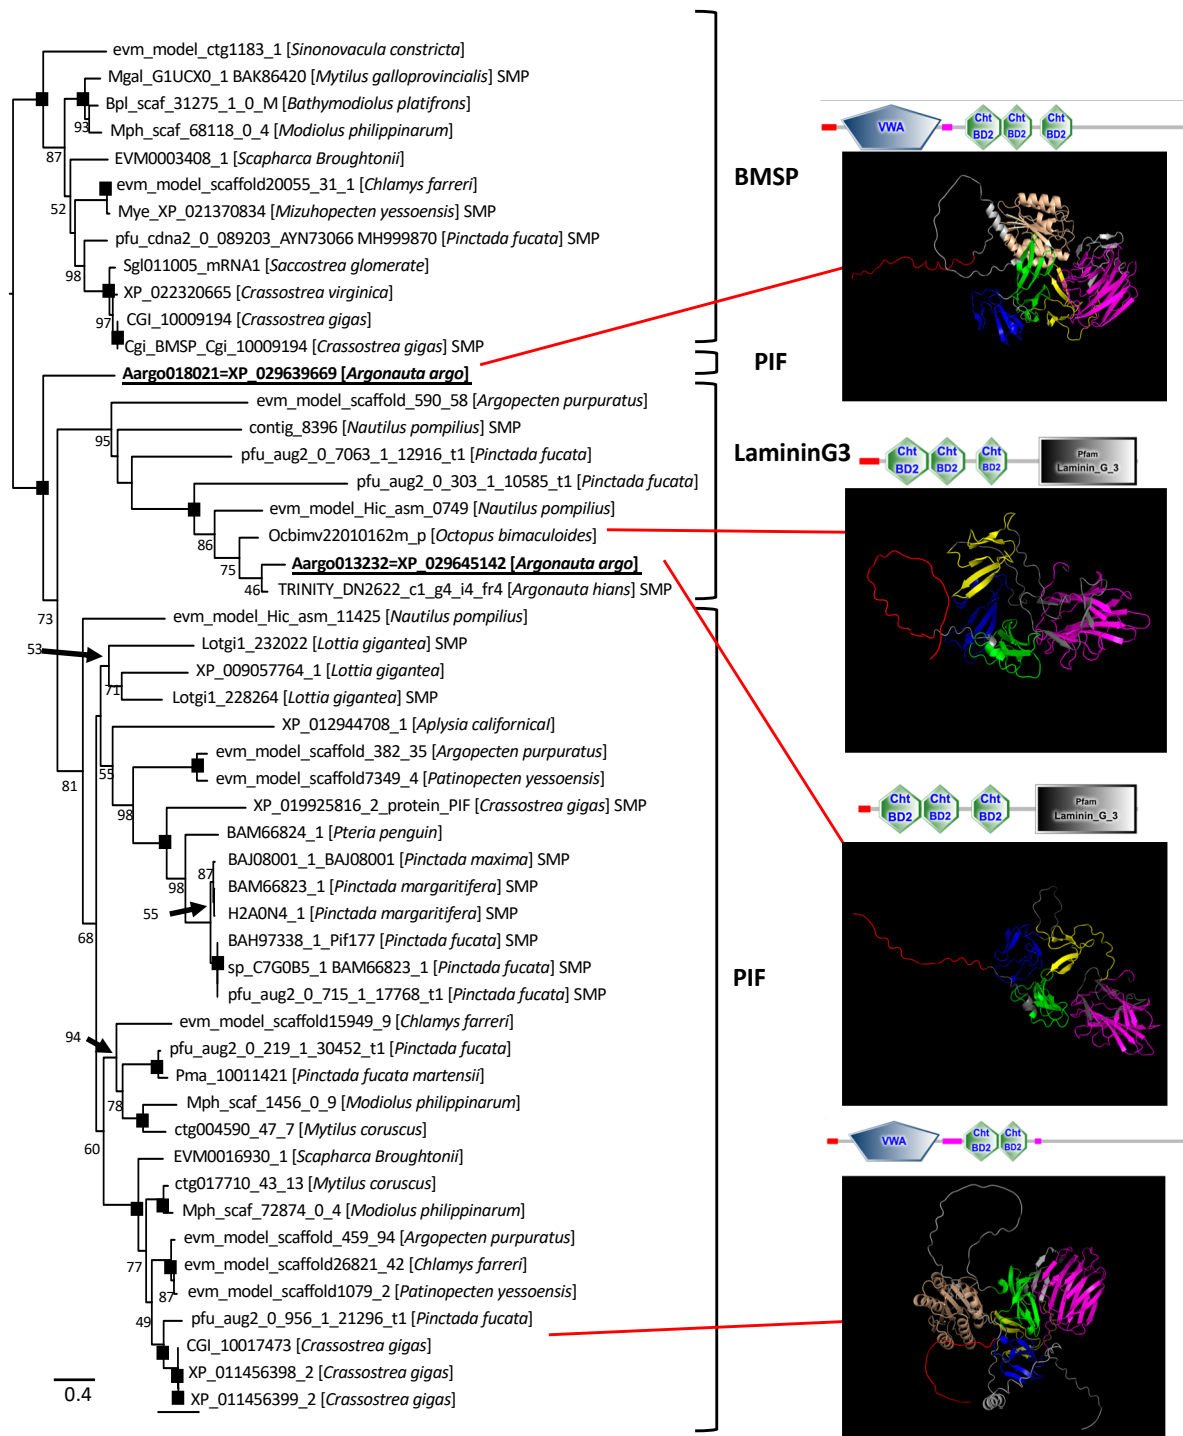 evm_model_ctg1183_1 [Sinonovacula constricta]
Mgal_G1UCX0_1 BAK86420 [Mytilus galloprovincialis] SMP
Bpl_scaf_31275_1_0_M [Bathymodiolus platifrons]
93
Mph_scaf_68118_0_4 [Modiolus philippinarum]
87
EVM0003408_1 [Scapharca Broughtonii]
evm_model_scaffold20055_31_1 [Chlamys farreri]
52
Mye_XP_021370834 [Mizuhopecten yessoensis] SMP
pfu_cdna2_0_089203_AYN73066 MH999870 [Pinctada fucata] SMP
98
Sgl011005_mRNA1 [Saccostrea glomerate]
XP_022320665 [Crassostrea virginica]
97
CGI_10009194 [Crassostrea gigas]
Cgi_BMSP_Cgi_10009194 [Crassostrea gigas] SMP
Aargo018021=XP_029639669 [Argonauta argo]
evm_model_scaffold_590_58 [Argopecten purpuratus]
95
contig_8396 [Nautilus pompilius] SMP
pfu_aug2_0_7063_1_12916_t1 [Pinctada fucata]
pfu_aug2_0_303_1_10585_t1 [Pinctada fucata]
evm_model_Hic_asm_0749 [Nautilus pompilius]
86
Ocbimv22010162m_p [Octopus bimaculoides]
75
Aargo013232=XP_029645142 [Argonauta argo]
46
TRINITY_DN2622_c1_g4_i4_fr4 [Argonauta hians] SMP
73
evm_model_Hic_asm_11425 [Nautilus pompilius]
53
Lotgi1_232022 [Lottia gigantea] SMP
XP_009057764_1 [Lottia gigantea]
71
Lotgi1_228264 [Lottia gigantea] SMP
XP_012944708_1 [Aplysia californical]
55
evm_model_scaffold_382_35 [Argopecten purpuratus]
81
evm_model_scaffold7349_4 [Patinopecten yessoensis]
98
XP_019925816_2_protein_PIF [Crassostrea gigas] SMP
BAM66824_1 [Pteria penguin]
BAJ08001_1_BAJ08001 [Pinctada maxima] SMP
87
98
BAM66823_1 [Pinctada margaritifera] SMP
55
H2A0N4_1 [Pinctada margaritifera] SMP
68
BAH97338_1_Pif177 [Pinctada fucata] SMP
sp_C7G0B5_1 BAM66823_1 [Pinctada fucata] SMP
pfu_aug2_0_715_1_17768_t1 [Pinctada fucata] SMP
evm_model_scaffold15949_9 [Chlamys farreri]
94
pfu_aug2_0_219_1_30452_t1 [Pinctada fucata]
Pma_10011421 [Pinctada fucata martensii]
78
Mph_scaf_1456_0_9 [Modiolus philippinarum]
ctg004590_47_7 [Mytilus coruscus]
60
EVM0016930_1 [Scapharca Broughtonii]
ctg017710_43_13 [Mytilus coruscus]
Mph_scaf_72874_0_4 [Modiolus philippinarum]
evm_model_scaffold_459_94 [Argopecten purpuratus]
77
evm_model_scaffold26821_42 [Chlamys farreri]
evm_model_scaffold1079_2 [Patinopecten yessoensis]
87
49
pfu_aug2_0_956_1_21296_t1 [Pinctada fucata]
CGI_10017473 [Crassostrea gigas]
XP_011456398_2 [Crassostrea gigas]
XP_011456399_2 [Crassostrea gigas]
0.4
BMSP
PIF
LamininG3
PIF
VWA
Cht BD2
Cht BD2
Cht BD2
Cht BD2
Cht BD2
Cht BD2
Pfam
Laminin_G_3
Cht BD2
Cht BD2
Cht BD2
Pfam
Laminin_G_3
VWA
Cht BD2
Cht BD2